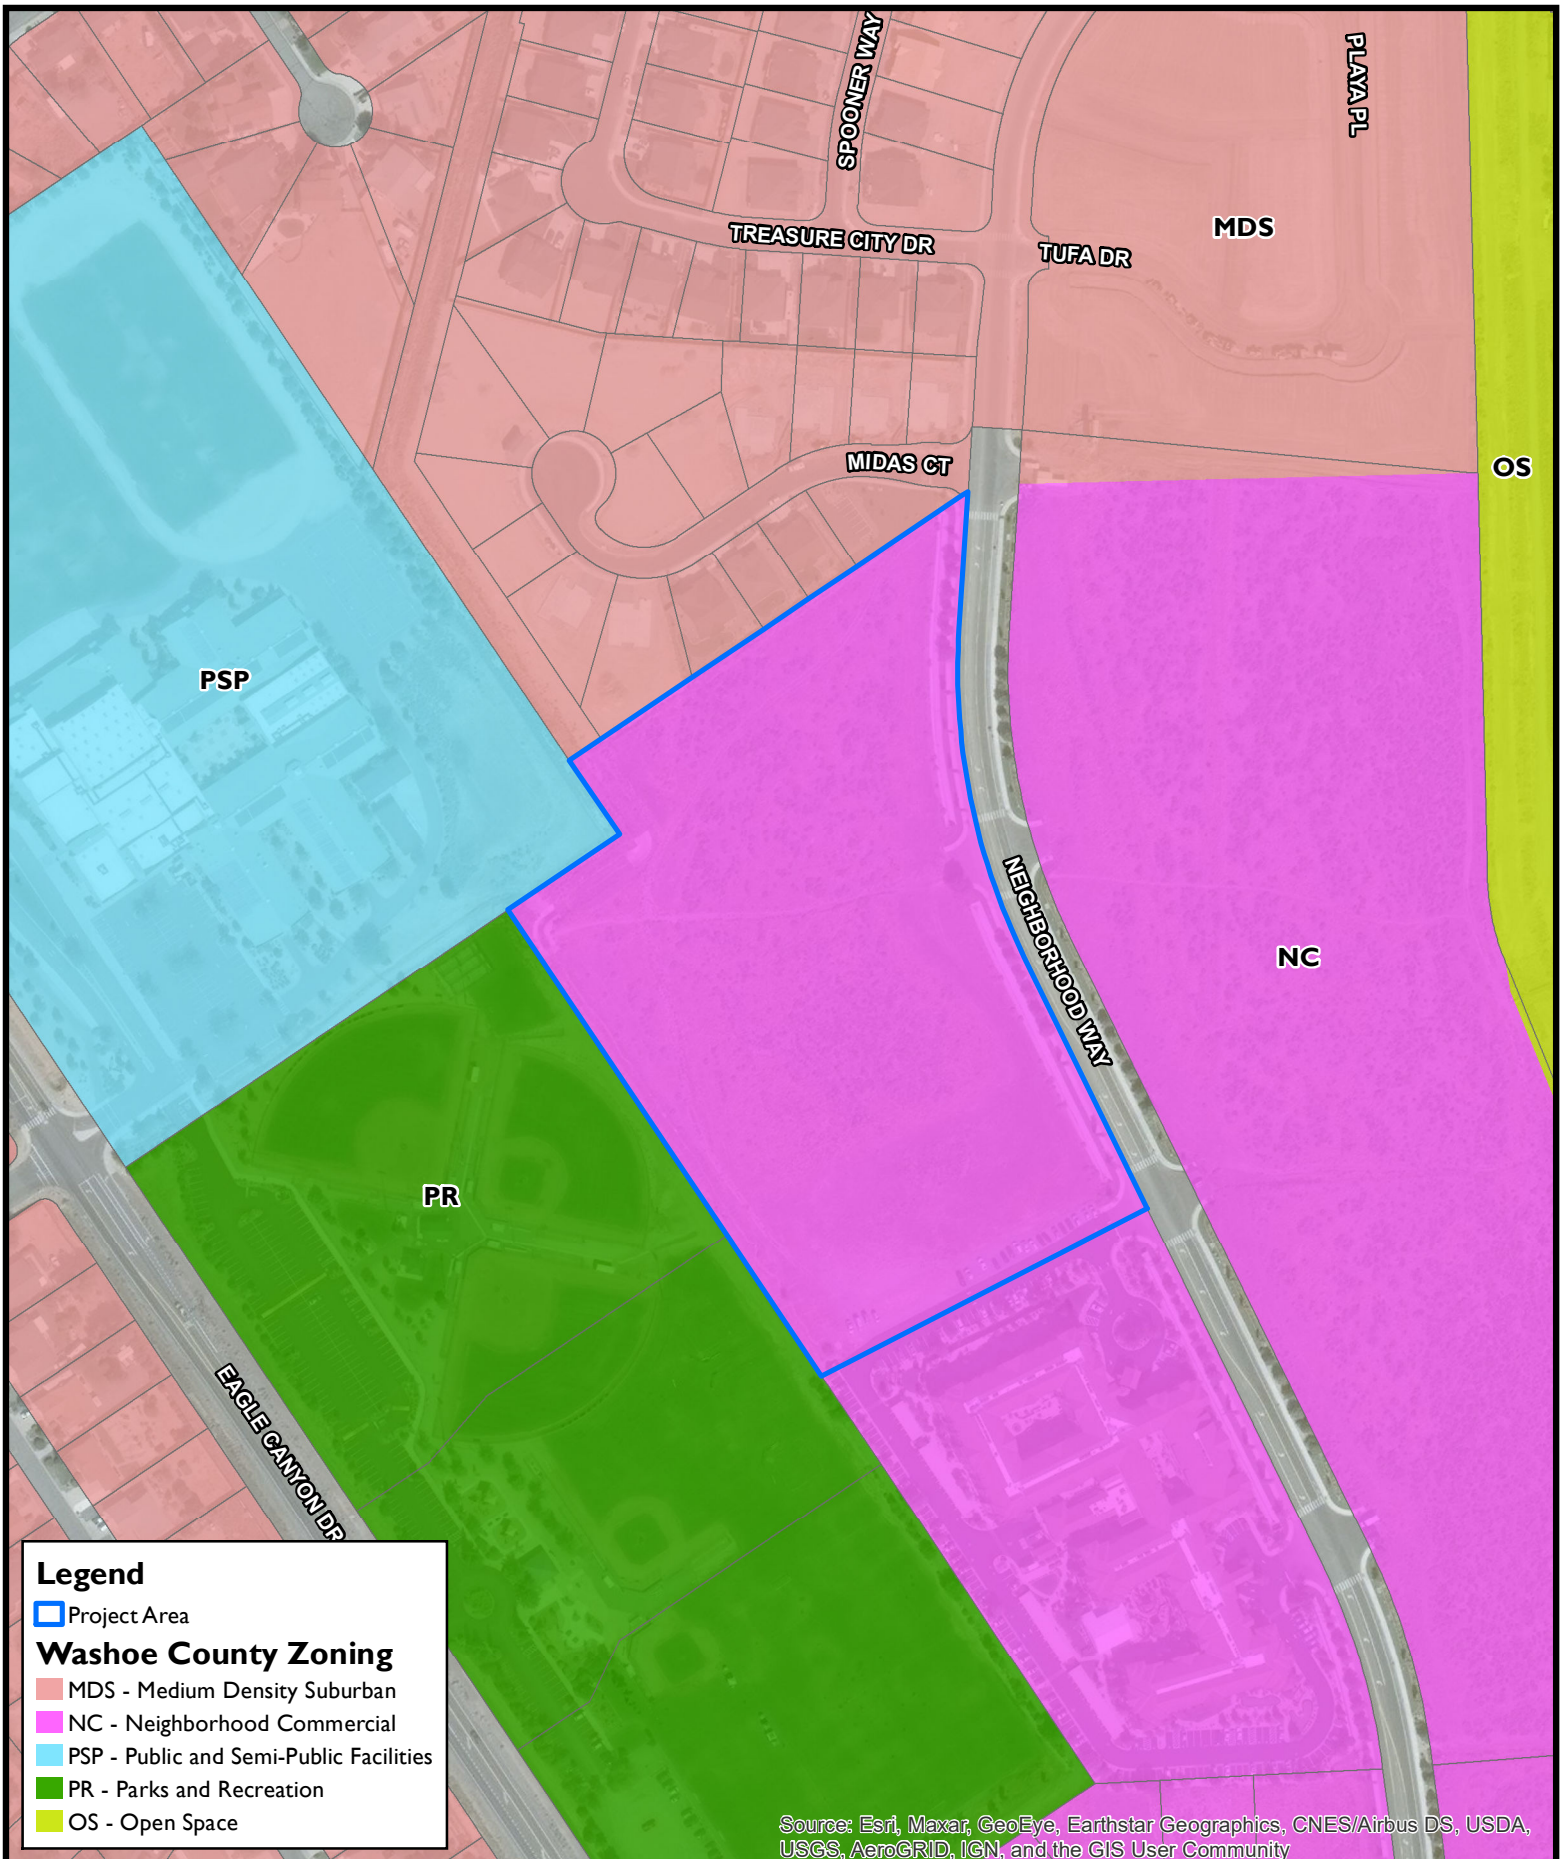 SPOONER WAY
PLAYA PL
TREASURE CITY DR
TUFA DR
MDS
MIDAS CT
OS
PSP
NEIGHBORHOOD WAY
NC
PR
EAGLE CANYON DR
Legend
Project Area
Washoe County Zoning
MDS - Medium Density Suburban
NC - Neighborhood Commercial
PSP - Public and Semi-Public Facilities
PR - Parks and Recreation
OS - Open Space
Source: Esri, Maxar, GeoEye, Earthstar Geographics, CNES/Airbus DS, USDA,
USGS, AeroGRID, IGN, and the GIS User Community